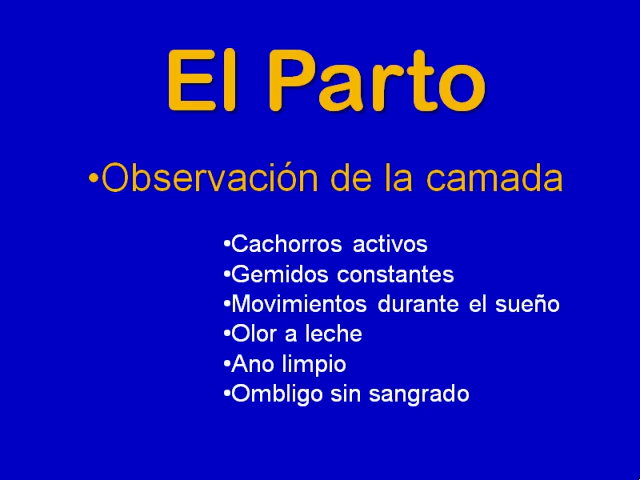 El Parto
•Observación de la camada
•Cachorros activos
•Gemidos constantes
•Movimientos durante el sueño
•Olor a leche
•Ano limpio
•Ombligo sin sangrado